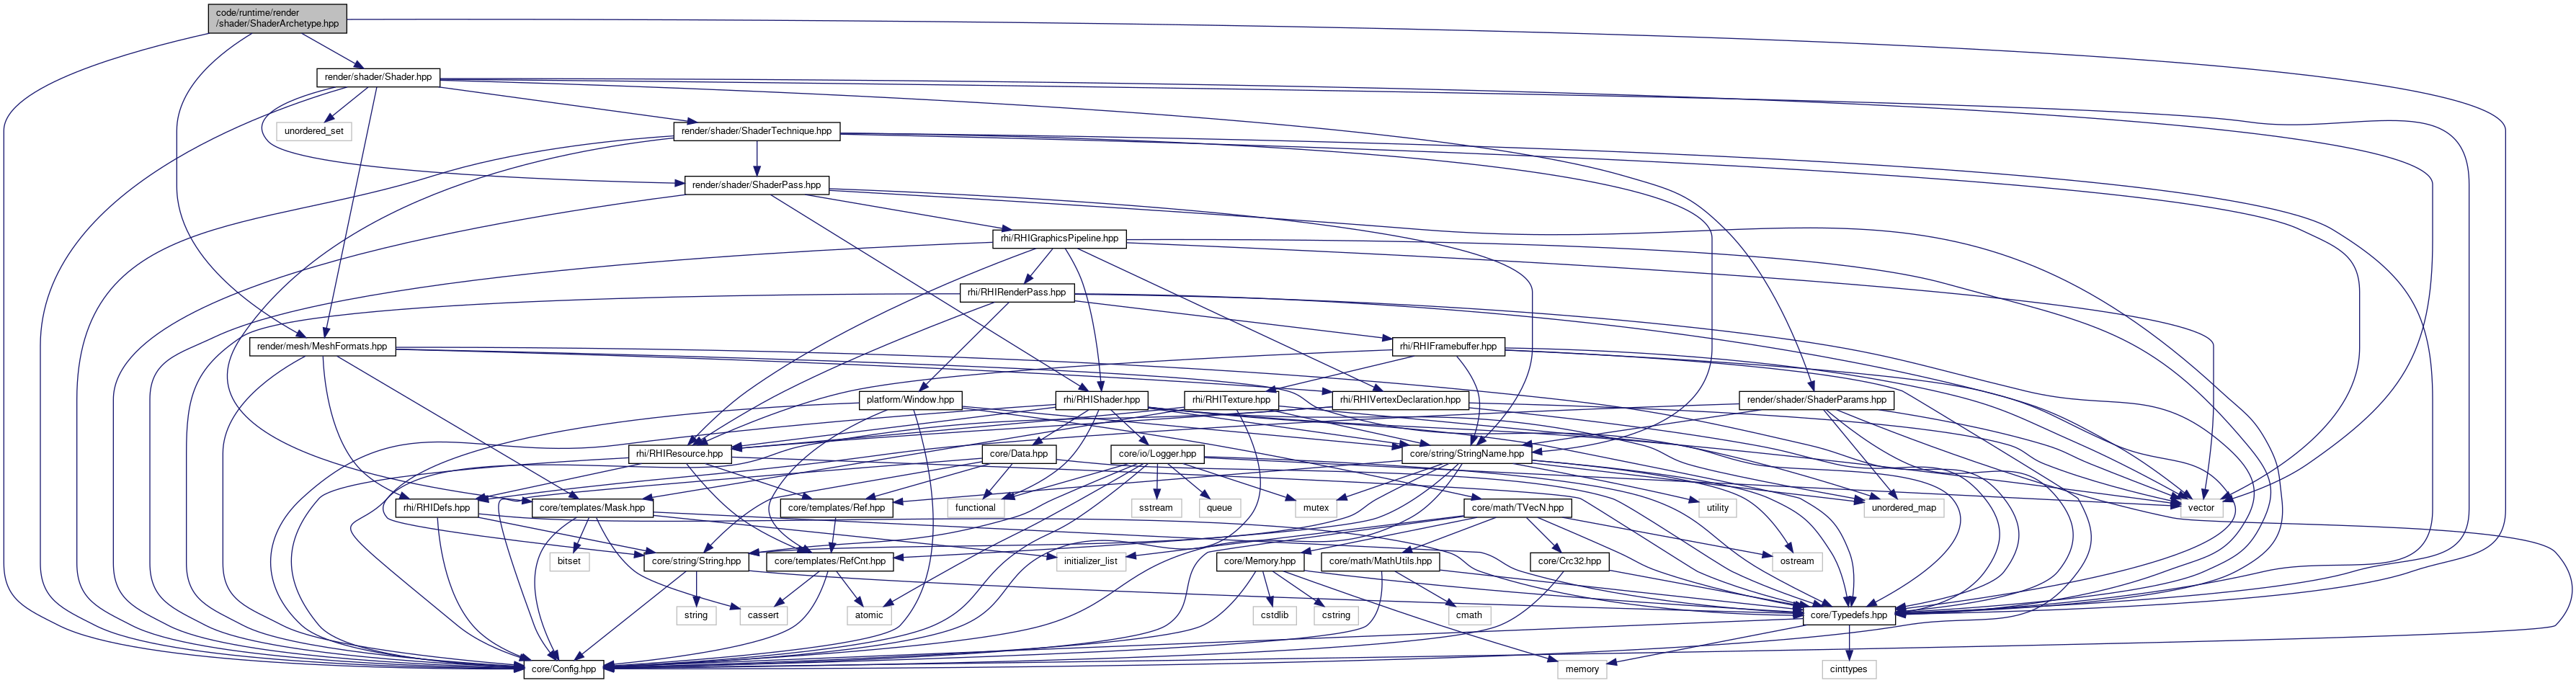 code/runtime/render
/shader/ShaderArchetype.hpp
render/shader/Shader.hpp
unordered_set
render/shader/ShaderTechnique.hpp
render/shader/ShaderPass.hpp
rhi/RHIGraphicsPipeline.hpp
rhi/RHIRenderPass.hpp
render/mesh/MeshFormats.hpp
rhi/RHIFramebuffer.hpp
platform/Window.hpp
rhi/RHIShader.hpp
rhi/RHITexture.hpp
rhi/RHIVertexDeclaration.hpp
render/shader/ShaderParams.hpp
rhi/RHIResource.hpp
core/Data.hpp
core/io/Logger.hpp
core/string/StringName.hpp
rhi/RHIDefs.hpp
core/templates/Mask.hpp
core/templates/Ref.hpp
functional
sstream
queue
mutex
core/math/TVecN.hpp
utility
unordered_map
vector
bitset
core/string/String.hpp
core/templates/RefCnt.hpp
initializer_list
core/Memory.hpp
core/math/MathUtils.hpp
core/Crc32.hpp
ostream
string
cassert
atomic
cstdlib
cstring
cmath
core/Typedefs.hpp
core/Config.hpp
memory
cinttypes